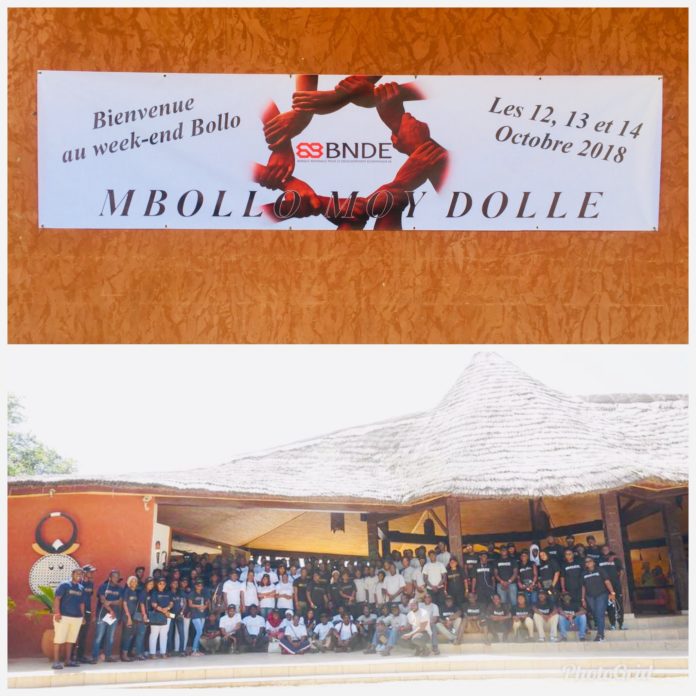 Bienvenue
au week-end Bollo
BNDE
Les 12, 13 et 14
Octobre 2018
MBOLLO MOY DOLLE
PhotoGrid